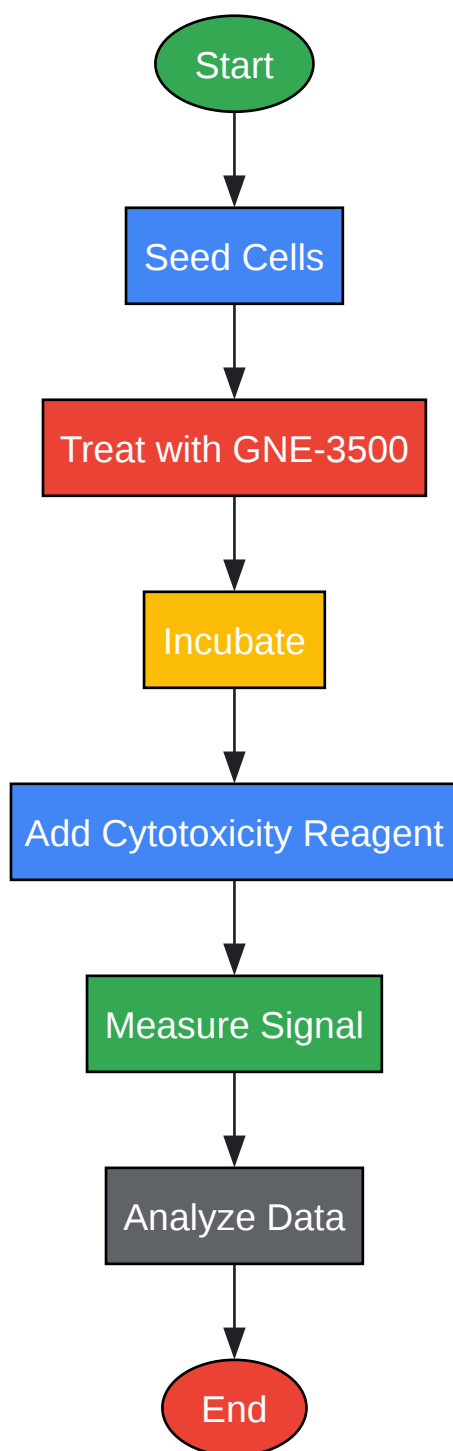 Start
Seed Cells
Treat with GNE-3500
Incubate
Add Cytotoxicity Reagent
Measure Signal
Analyze Data
End